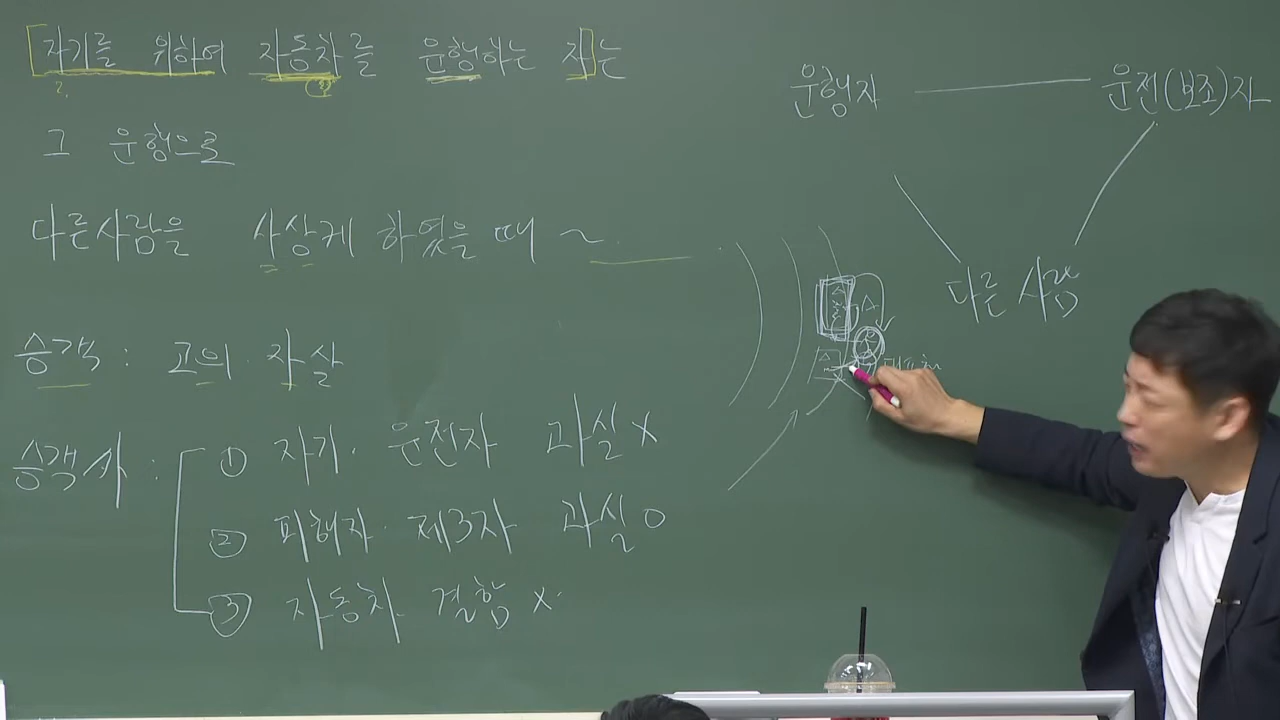 자기를 위하여 자동차를 운행하는 자는
2. ②
그 운행으로
다른사람을 사상케 하였을 때 ~
승객 : 고의·자살
승객 外 : ① 자기·운전자 과실 x
② 피해자·제3자 과실 o
③ 자동차 결함 x
운행자 — 운전(보조)자
다른 사람